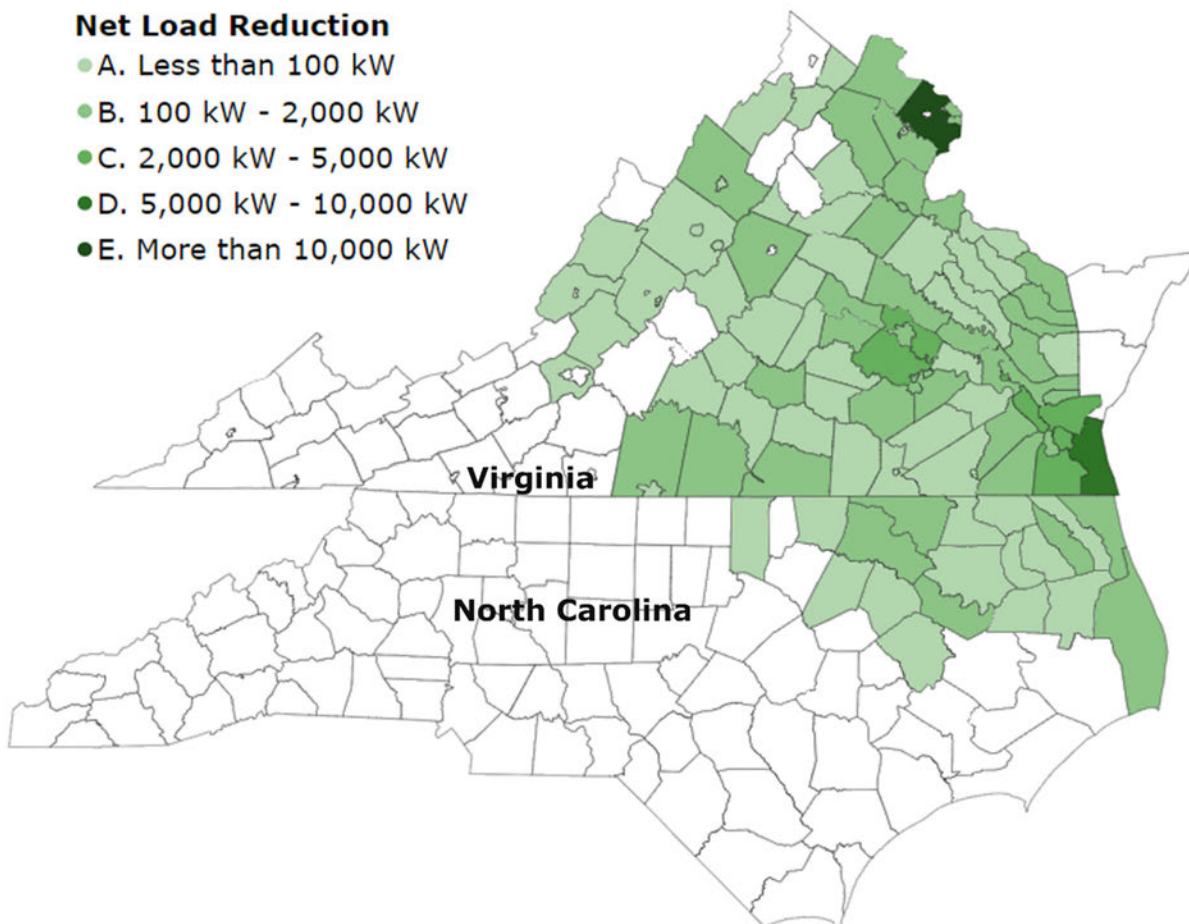 Net Load Reduction
A. Less than 100 kW
B. 100 kW - 2,000 kW
C. 2,000 kW - 5,000 kW
D. 5,000 kW - 10,000 kW
E. More than 10,000 kW
Virginia
North Carolina